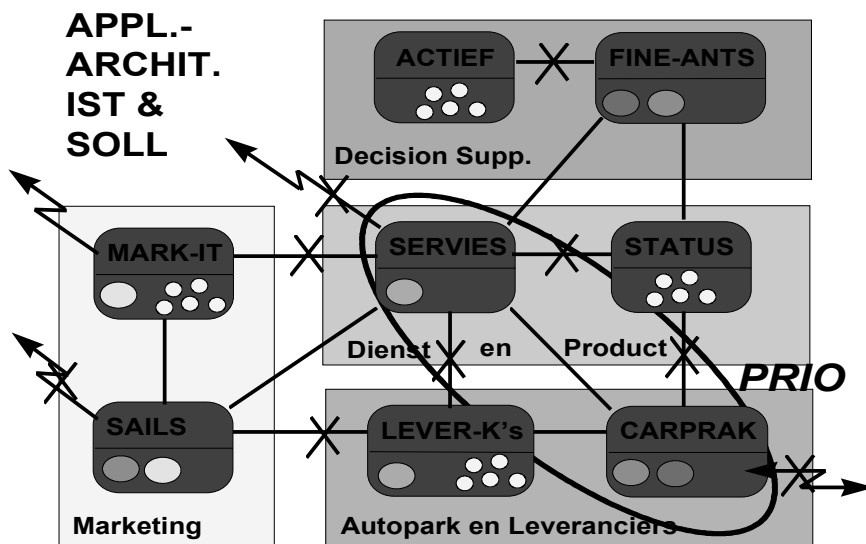 APPL.-
ARCHIT.
IST &
SOLL
ACTIEF
FINE-ANTS
Decision Supp.
MARK-IT
SERVIES
STATUS
Dienst en Product
PRIO
SAILS
LEVER-K's
CARPRAK
Marketing
Autopark en Leveranciers